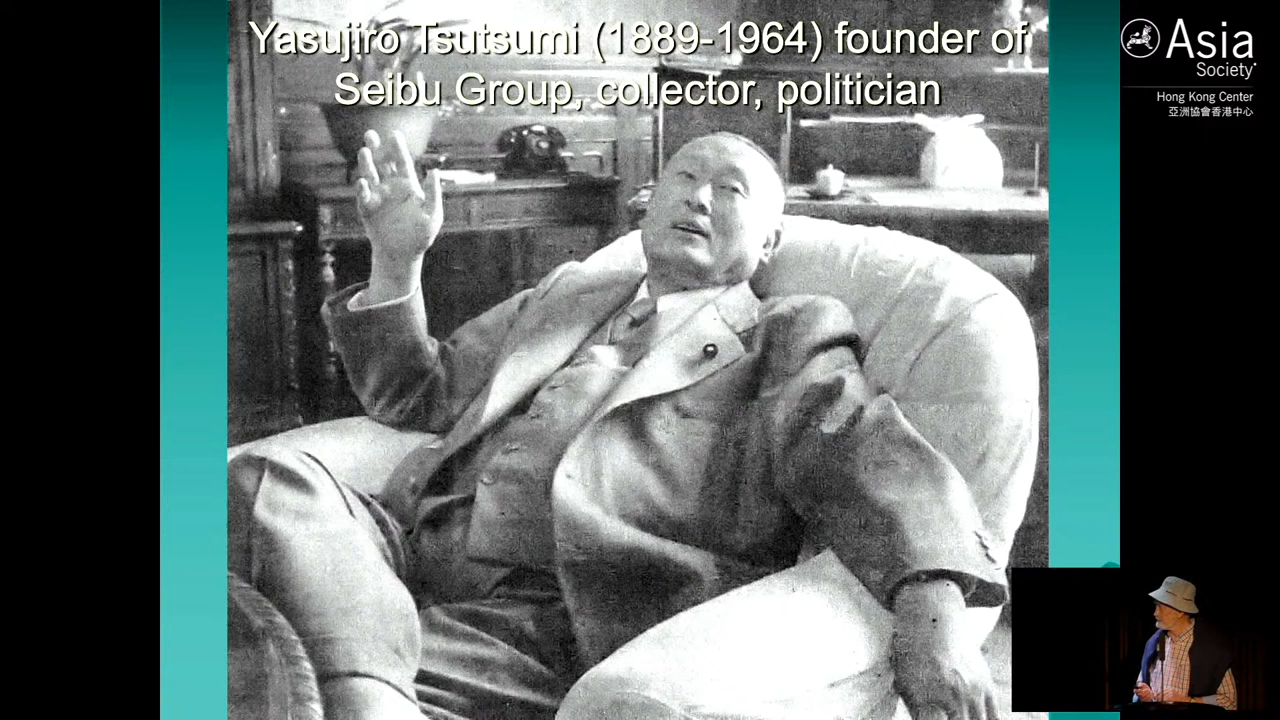 Yasujiro Tsutsumi (1889-1964) founder of
Seibu Group, collector, politician
Asia
Society
Hong Kong Center
亞洲協會香港中心